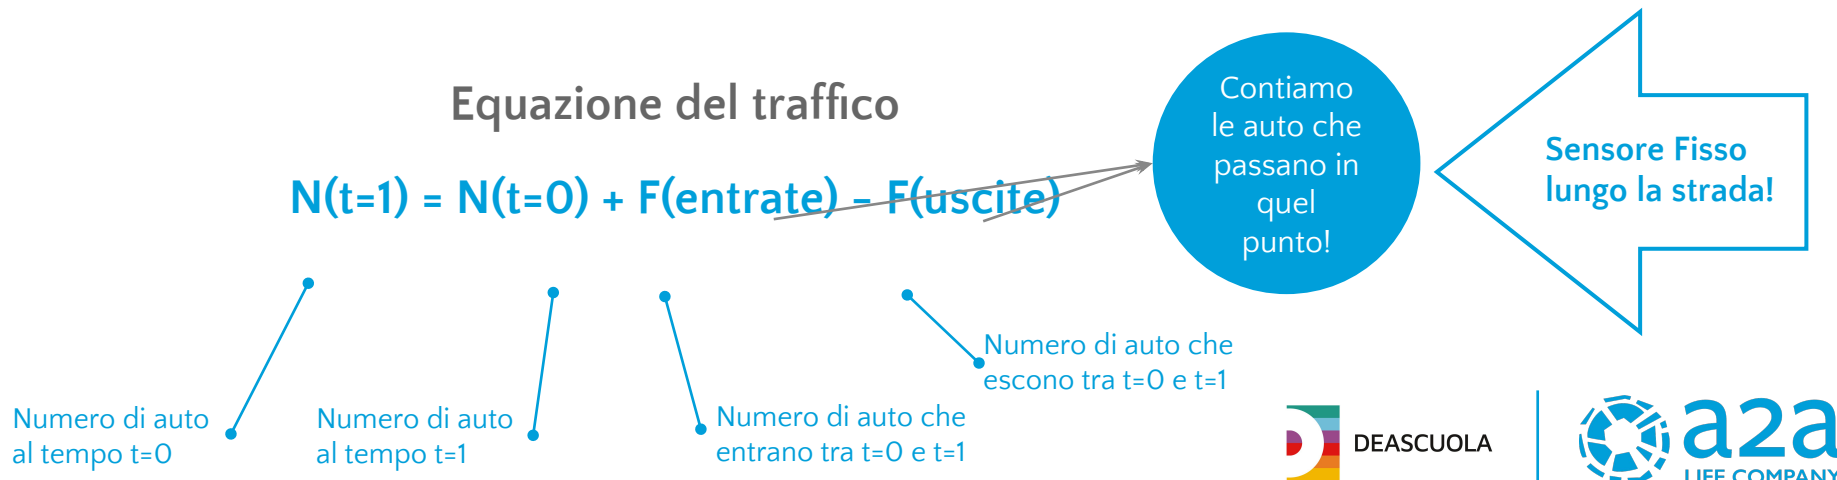 Equazione del traffico
N(t=1) = N(t=0) + F(entrate) - F(uscite)
Contiamo
le auto che
passano in
quel
punto!
Sensore Fisso
lungo la strada!
Numero di auto
al tempo t=0
Numero di auto
al tempo t=1
Numero di auto che
entrano tra t=0 e t=1
Numero di auto che
escono tra t=0 e t=1
DEASCUOLA
a2a
LIFE COMPANY